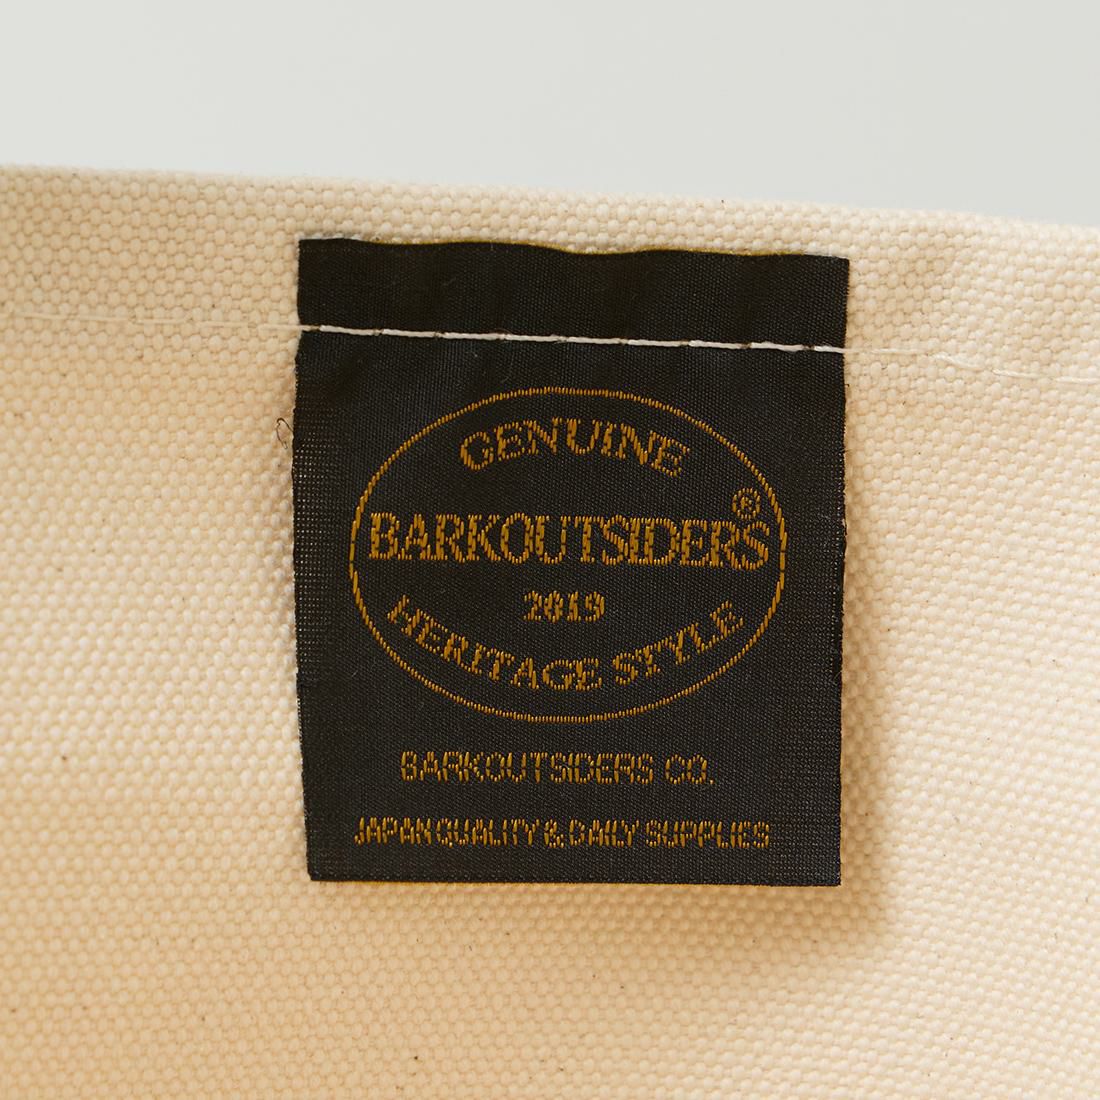 GENUINE
BARKOUTSIDERS®
2019
HERITAGE STYLE
BARKOUTSIDERS CO.
JAPAN QUALITY & DAILY SUPPLIES